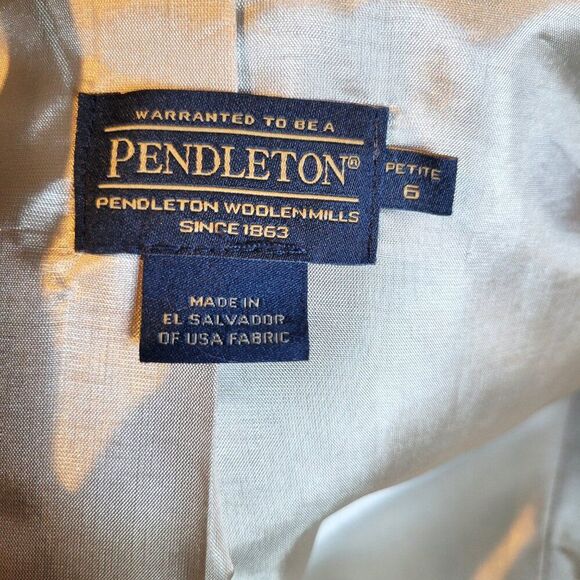 WARRANTED TO BE A
PENDLETON®
PENDLETON WOOLEN MILLS
SINCE 1863
PETITE
6
MADE IN
EL SALVADOR
OF USA FABRIC